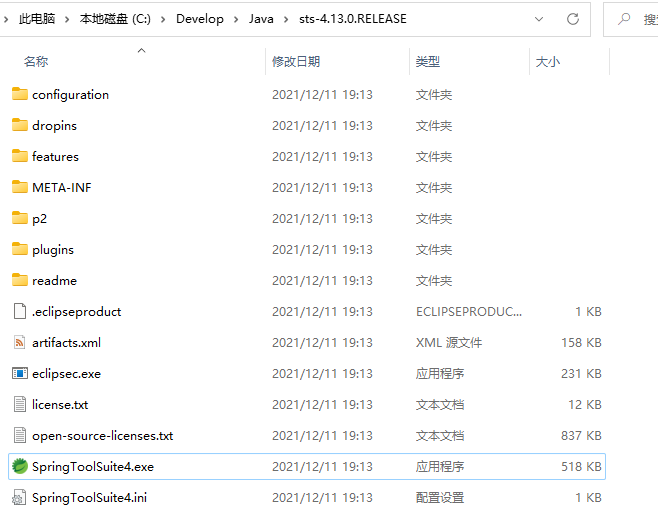 此电脑 > 本地磁盘 (C:) > Develop > Java > sts-4.13.0.RELEASE
名称 修改日期 类型 大小
configuration 2021/12/11 19:13 文件夹
dropins 2021/12/11 19:13 文件夹
features 2021/12/11 19:13 文件夹
META-INF 2021/12/11 19:13 文件夹
p2 2021/12/11 19:13 文件夹
plugins 2021/12/11 19:13 文件夹
readme 2021/12/11 19:13 文件夹
.eclipseproduct 2021/12/11 19:13 ECLIPSEPRODUC... 1 KB
artifacts.xml 2021/12/11 19:13 XML 源文件 158 KB
eclipsec.exe 2021/12/11 19:13 应用程序 231 KB
license.txt 2021/12/11 19:13 文本文档 12 KB
open-source-licenses.txt 2021/12/11 19:13 文本文档 837 KB
SpringToolSuite4.exe 2021/12/11 19:13 应用程序 518 KB
SpringToolSuite4.ini 2021/12/11 19:13 配置设置 1 KB